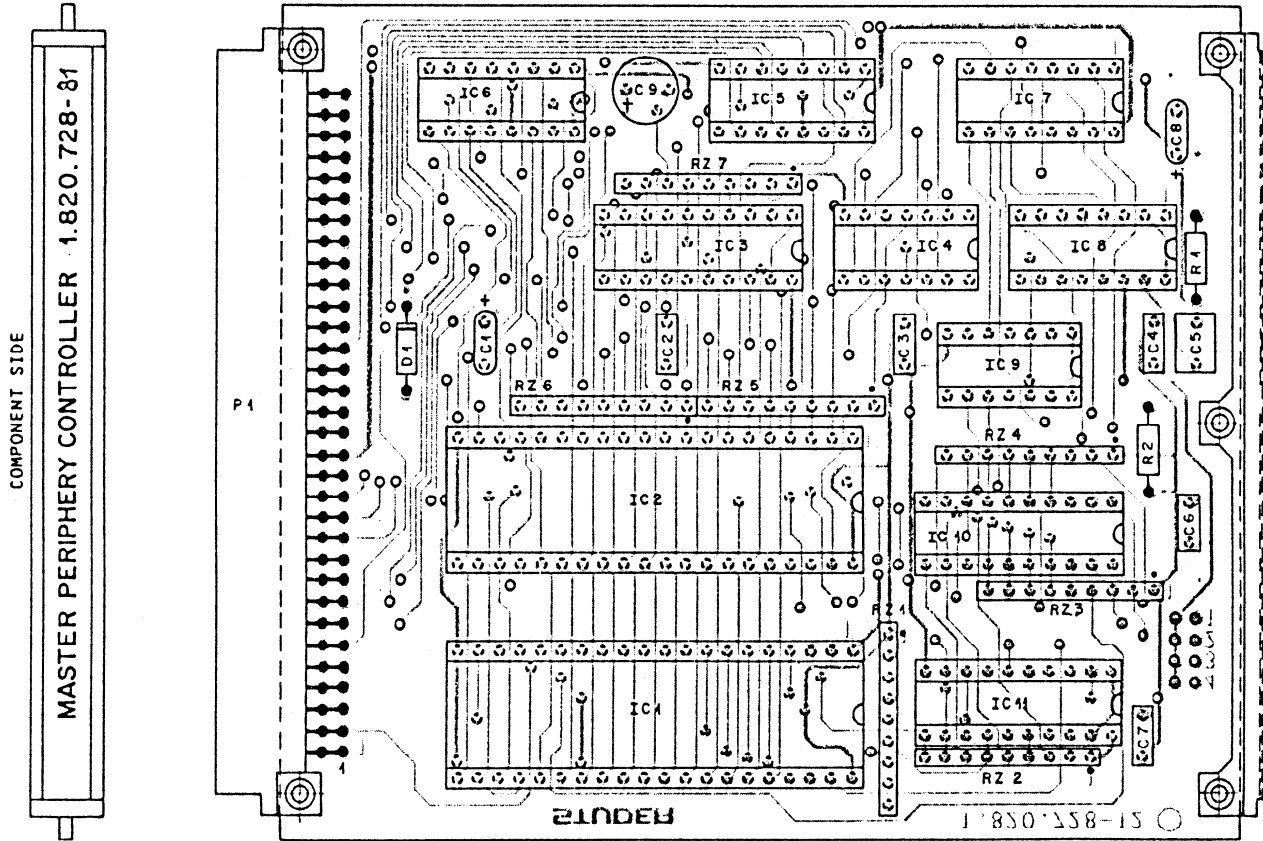 COMPONENT SIDE
MASTER PERIPHERY CONTROLLER 1.820.728-81
P1
1
IC6
C9
+
IC5
IC7
C8
+
RZ7
IC3
IC4
IC8
R1
D1
+
C1
C2
C3
IC9
C4
C5
RZ6
RZ5
RZ4
R2
IC2
IC10
C6
RZ1
RZ3
IC1
IC11
C7
RZ2
STUDER
1.820.728-12